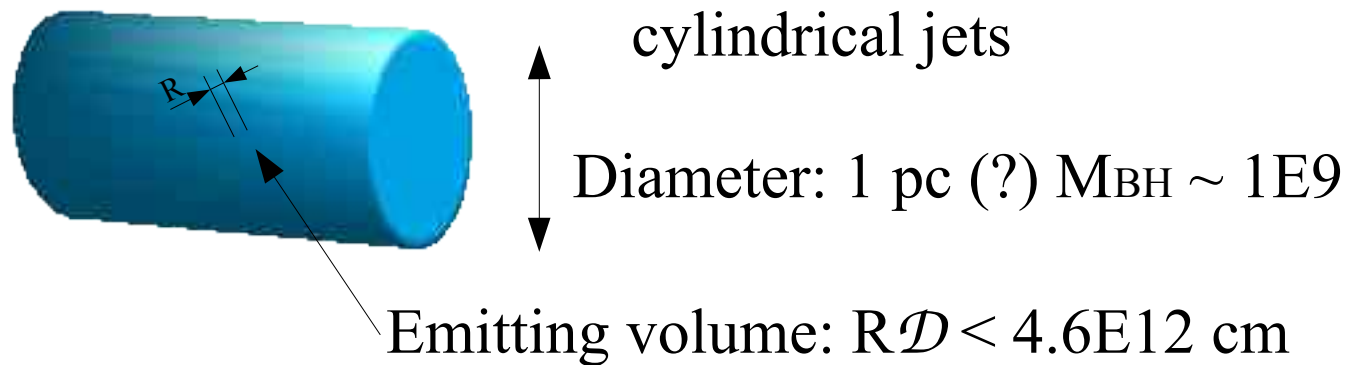 cylindrical jets
R
Diameter: 1 pc (?) MBH ~ 1E9
Emitting volume: R𝒟 < 4.6E12 cm